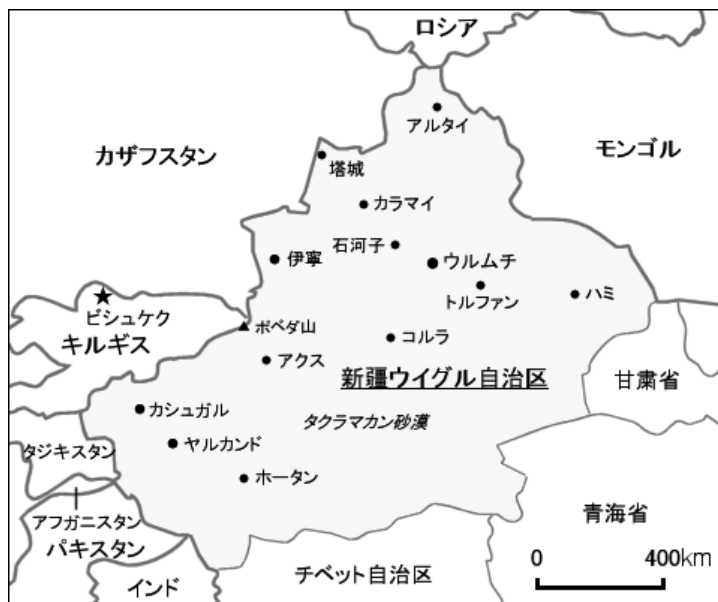 ロシア
アルタイ
カザフスタン
モンゴル
塔城
カラマイ
石河子
伊寧
ウルムチ
トルファン
ハミ
ビシュケク
キルギス
ポベダ山
コルラ
アクス
新疆ウイグル自治区
甘粛省
カシュガル
タクラマカン砂漠
ヤルカンド
タジキスタン
ホータン
アフガニスタン
パキスタン
青海省
インド
チベット自治区
0 400km